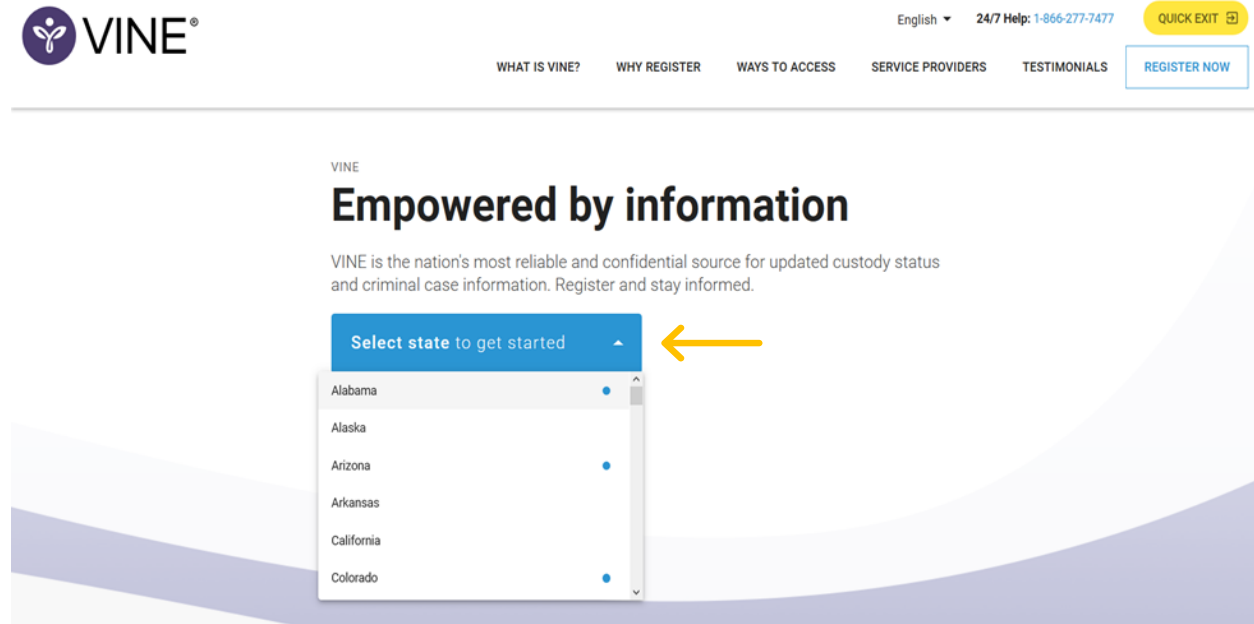 VINE®
English
24/7 Help: 1-866-277-7477
QUICK EXIT
WHAT IS VINE?
WHY REGISTER
WAYS TO ACCESS
SERVICE PROVIDERS
TESTIMONIALS
REGISTER NOW
VINE
Empowered by information
VINE is the nation's most reliable and confidential source for updated custody status
and criminal case information. Register and stay informed.
Select state to get started
Alabama
Alaska
Arizona
Arkansas
California
Colorado